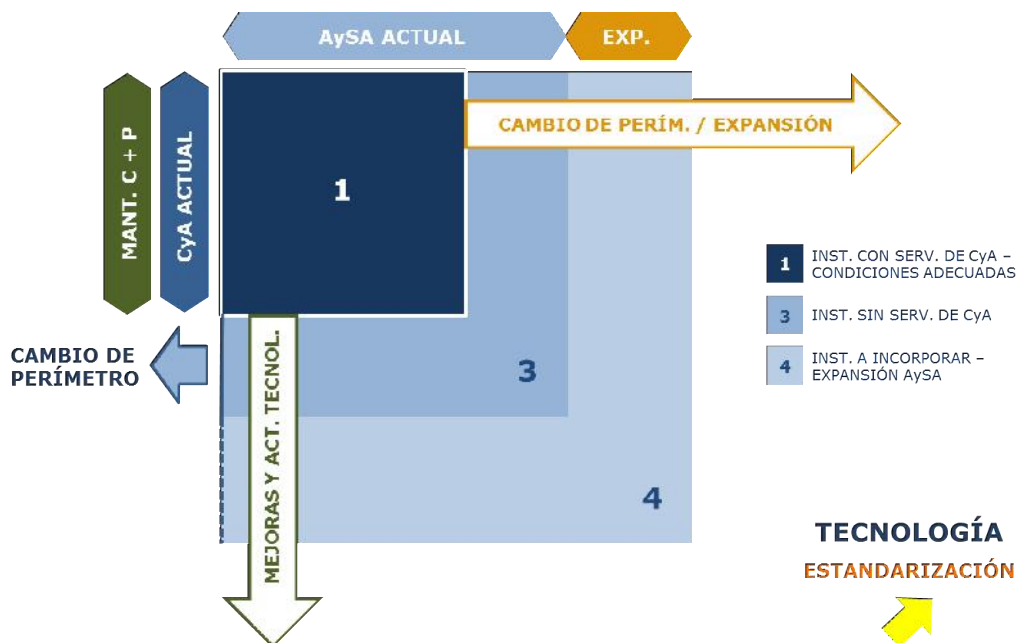 AySA ACTUAL
EXP.
MANT. C + P
CyA ACTUAL
1
CAMBIO DE PERÍM. / EXPANSIÓN
1
INST. CON SERV. DE CyA –
CONDICIONES ADECUADAS
3
INST. SIN SERV. DE CyA
4
INST. A INCORPORAR –
EXPANSIÓN AySA
CAMBIO DE
PERÍMETRO
3
MEJORAS Y ACT. TECNOL.
4
TECNOLOGÍA
ESTANDARIZACIÓN